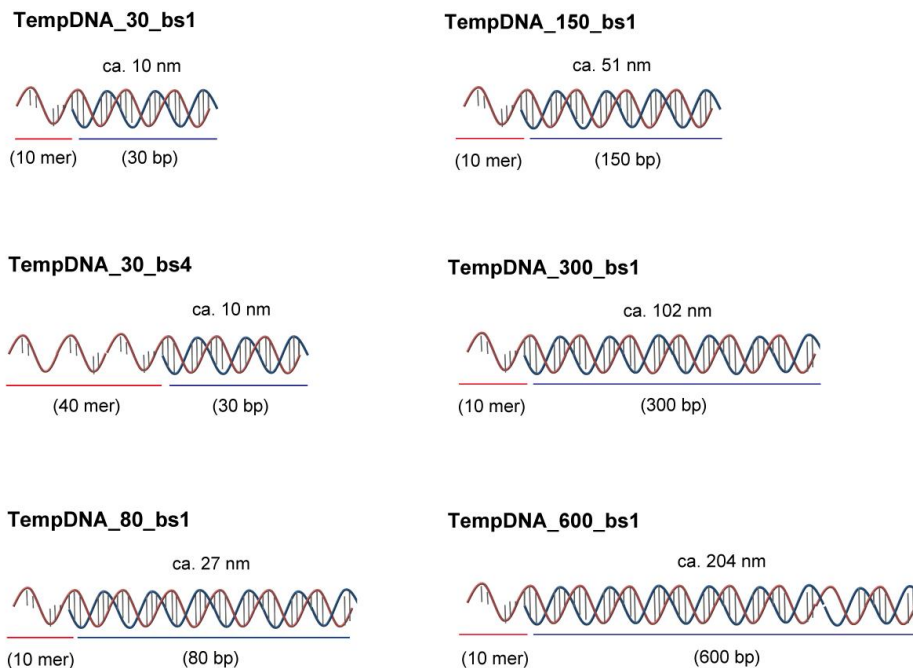 TempDNA_30_bs1
ca. 10 nm
(10 mer) (30 bp)
TempDNA_150_bs1
ca. 51 nm
(10 mer) (150 bp)
TempDNA_30_bs4
ca. 10 nm
(40 mer) (30 bp)
TempDNA_300_bs1
ca. 102 nm
(10 mer) (300 bp)
TempDNA_80_bs1
ca. 27 nm
(10 mer) (80 bp)
TempDNA_600_bs1
ca. 204 nm
(10 mer) (600 bp)